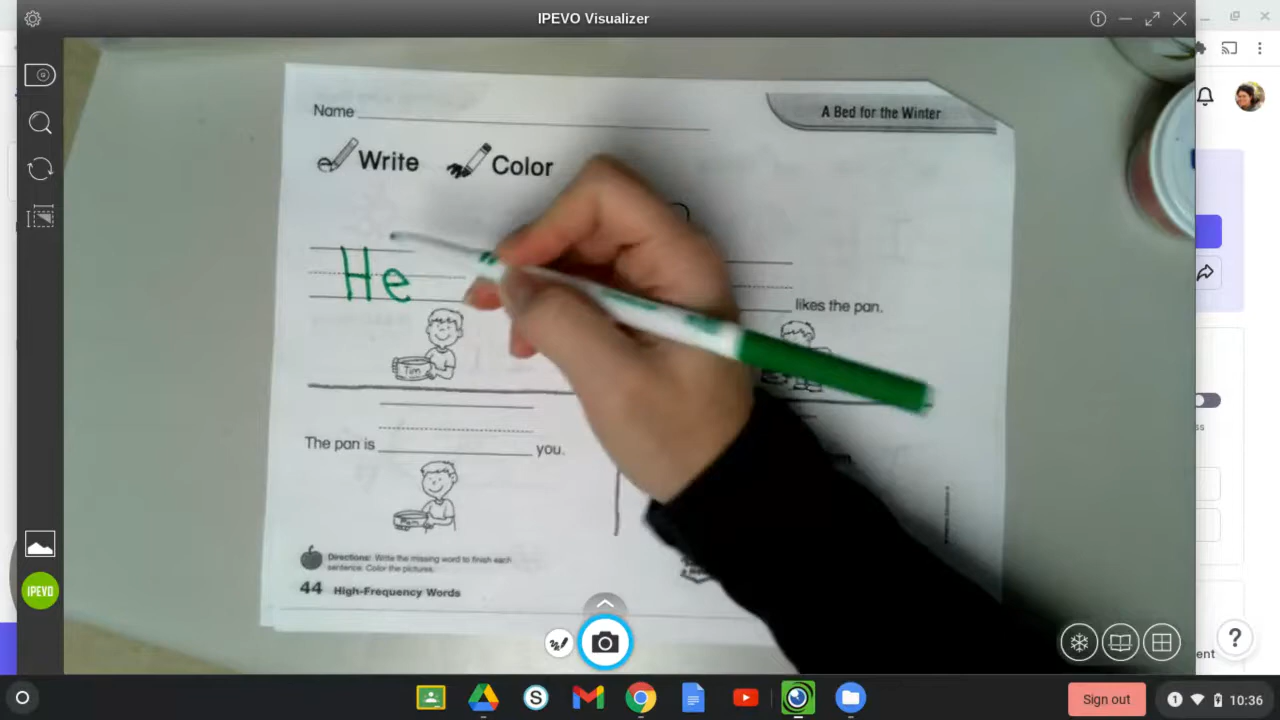 IPEVO Visualizer
Name
A Bed for the Winter
Write
Color
He
likes the pan.
Tim
The pan is
you.
Directions: Write the missing word to finish each
sentence. Color the pictures.
44 High-Frequency Words
IPEVO
Sign out
1
10:36